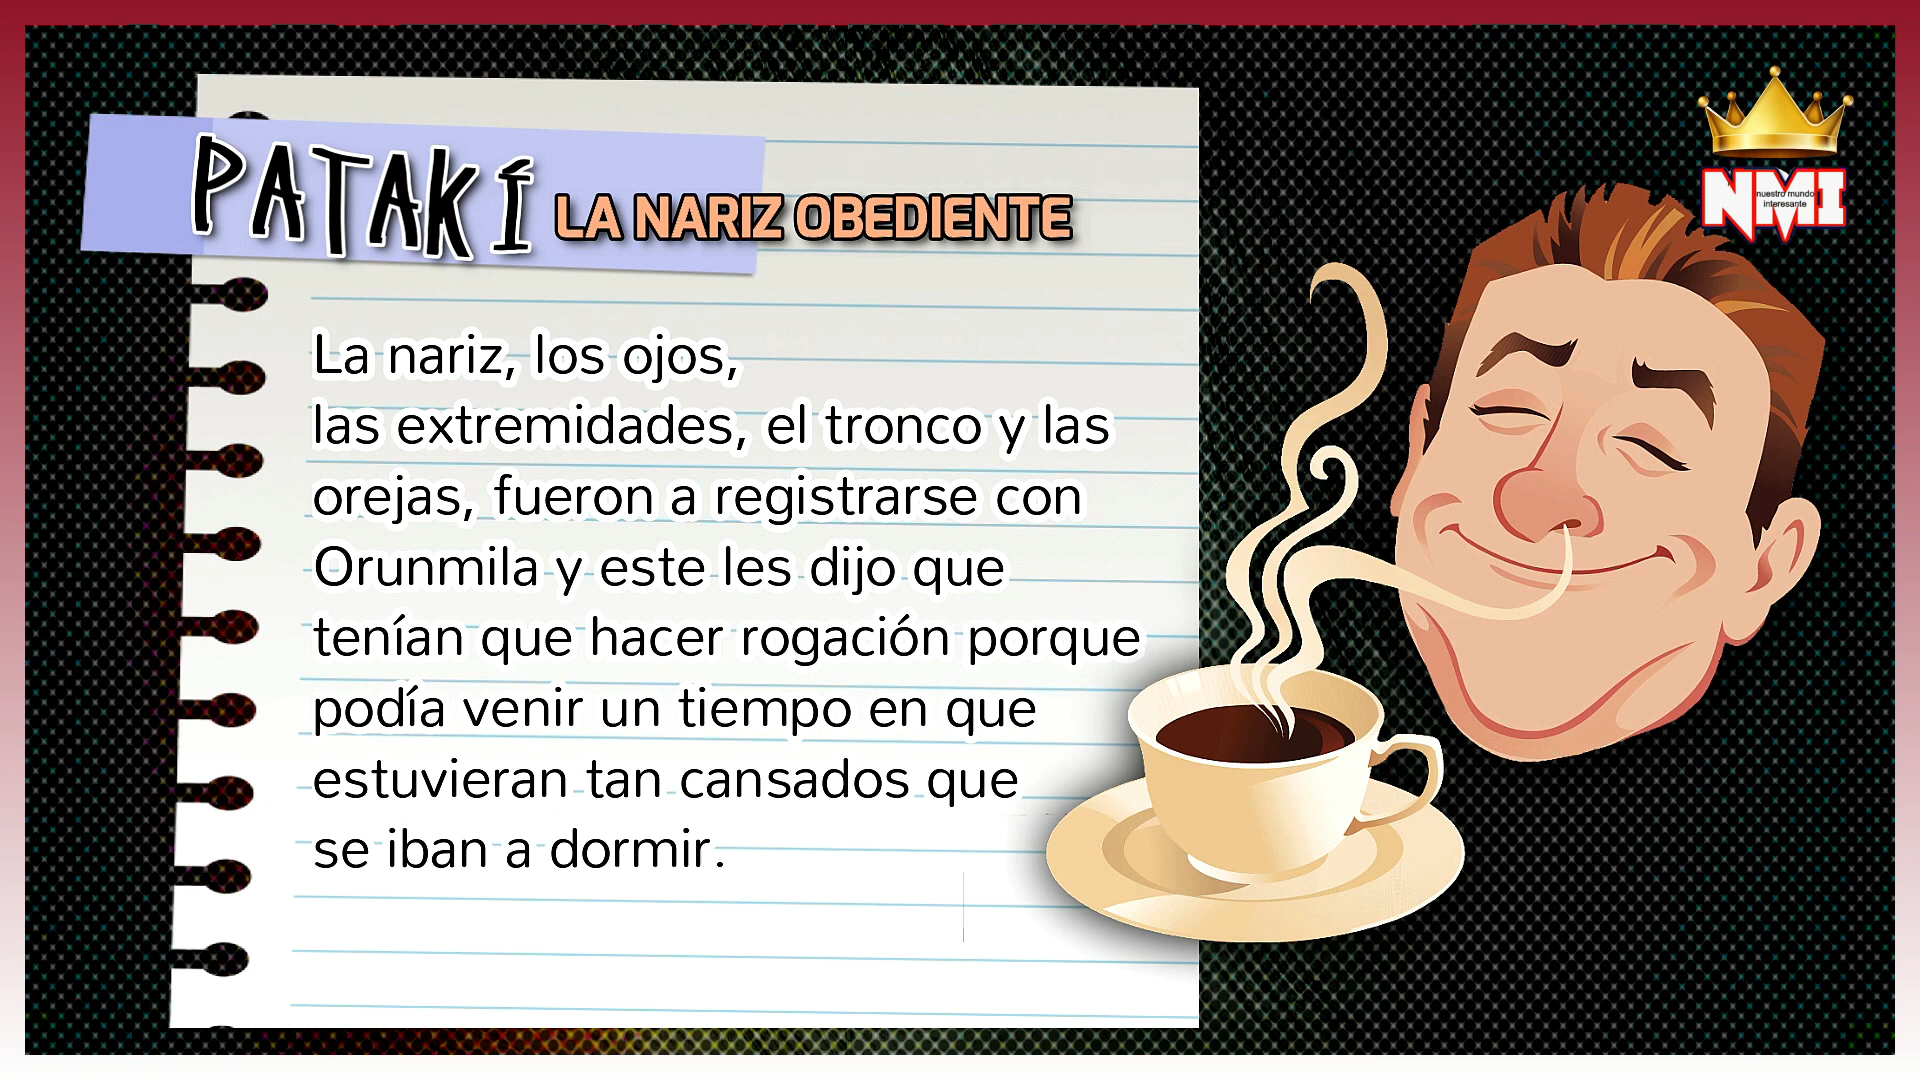 PATAKÍ LA NARIZ OBEDIENTE
NMI
nuestro mundo
interesante
La nariz, los ojos,
las extremidades, el tronco y las
orejas, fueron a registrarse con
Orunmila y este les dijo que
tenían que hacer rogación porque
podía venir un tiempo en que
estuvieran tan cansados que
se iban a dormir.